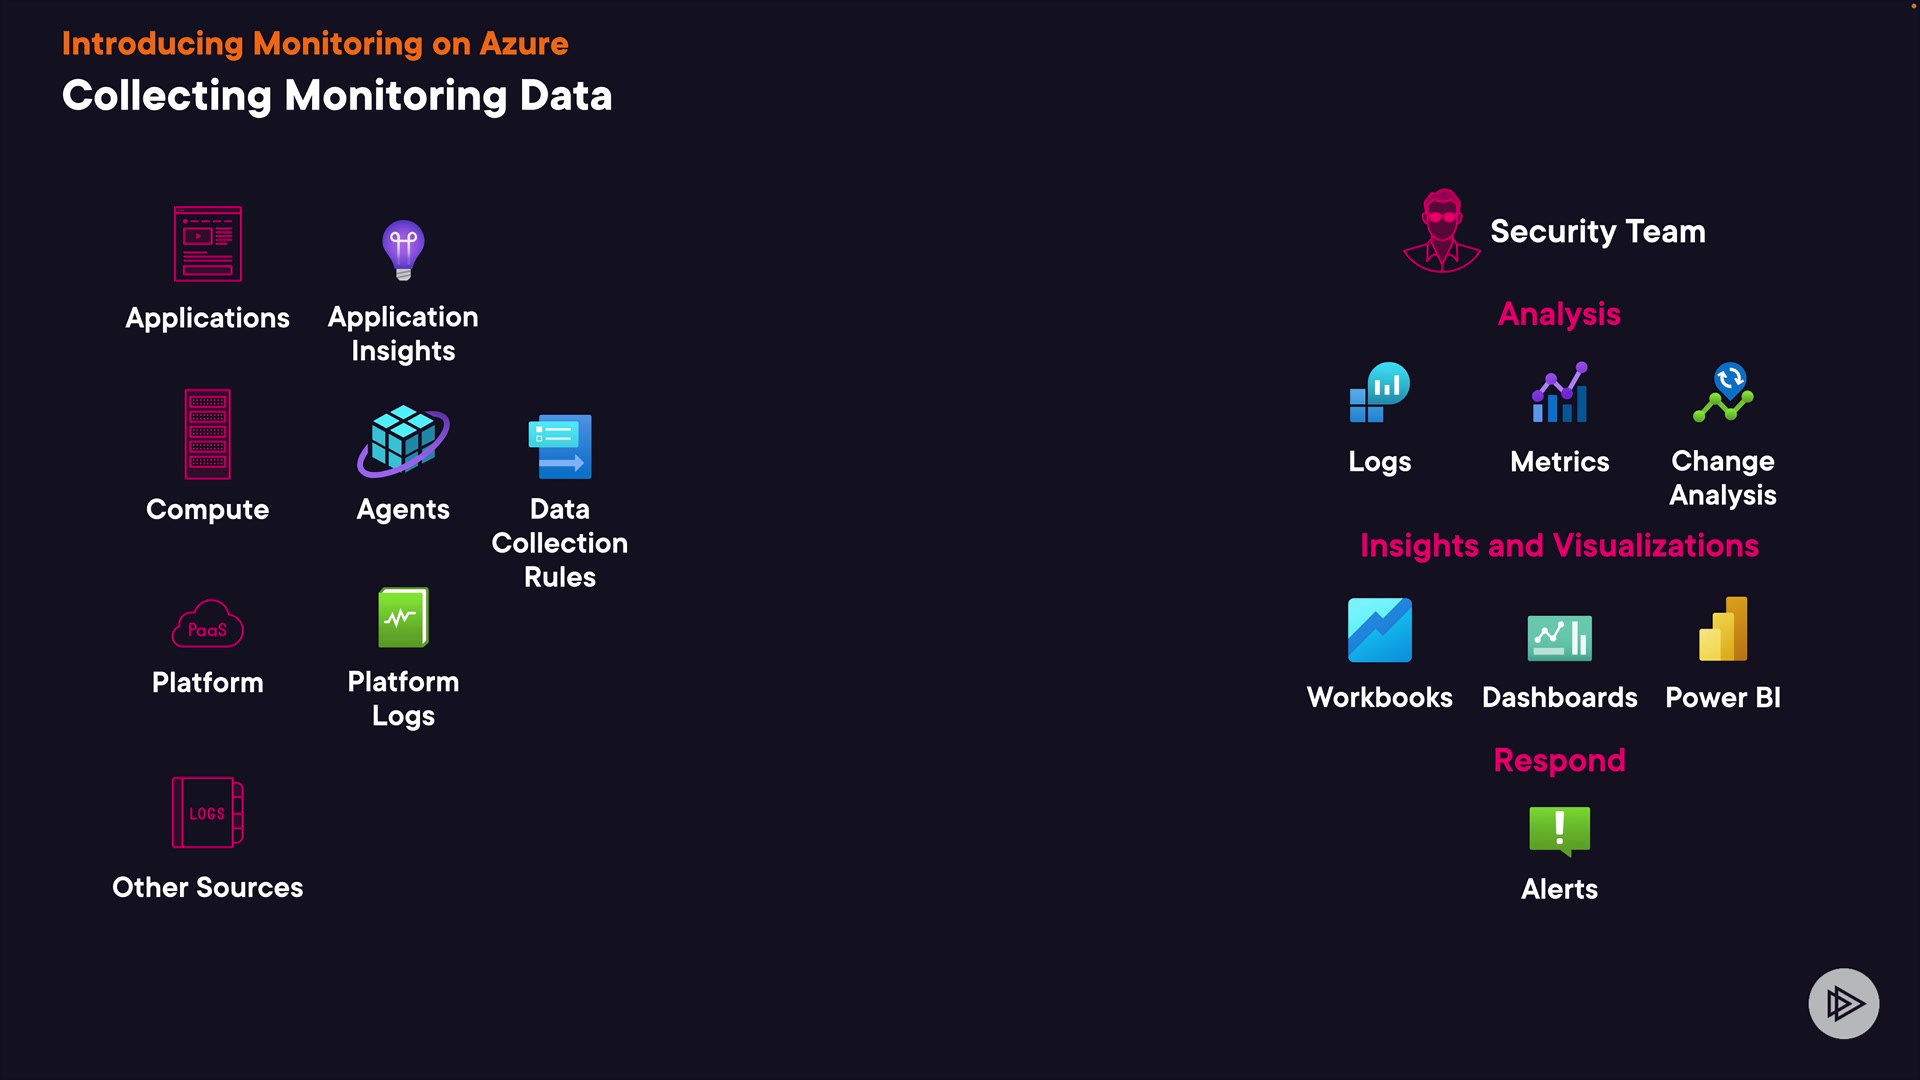 Introducing Monitoring on Azure
Collecting Monitoring Data
Applications
Application
Insights
Compute
Agents
Data
Collection
Rules
PaaS
Platform
Platform
Logs
LOGS
Other Sources
Security Team
Analysis
Logs
Metrics
Change
Analysis
Insights and Visualizations
Workbooks
Dashboards
Power BI
Respond
Alerts